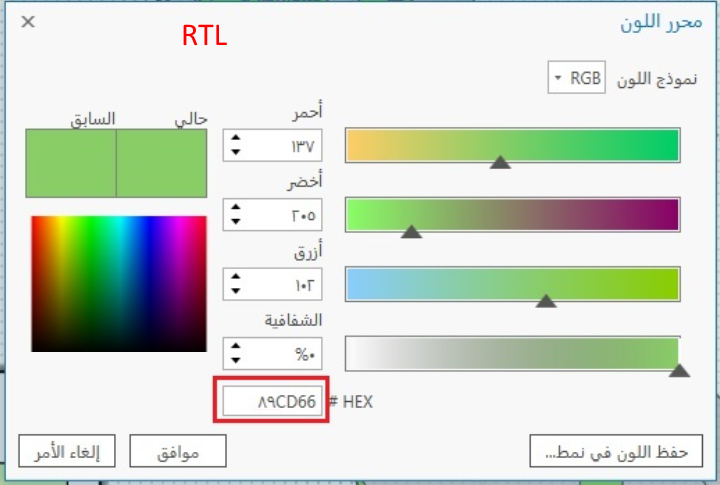 RTL
محرر اللون
×
نموذج اللون RGB
أحمر
١٣٧
حالي
السابق
أخضر
٢٠٥
أزرق
١٠٢
الشفافية
%٠
# HEX
٨٩CD66
حفظ اللون في نمط...
موافق
إلغاء الأمر